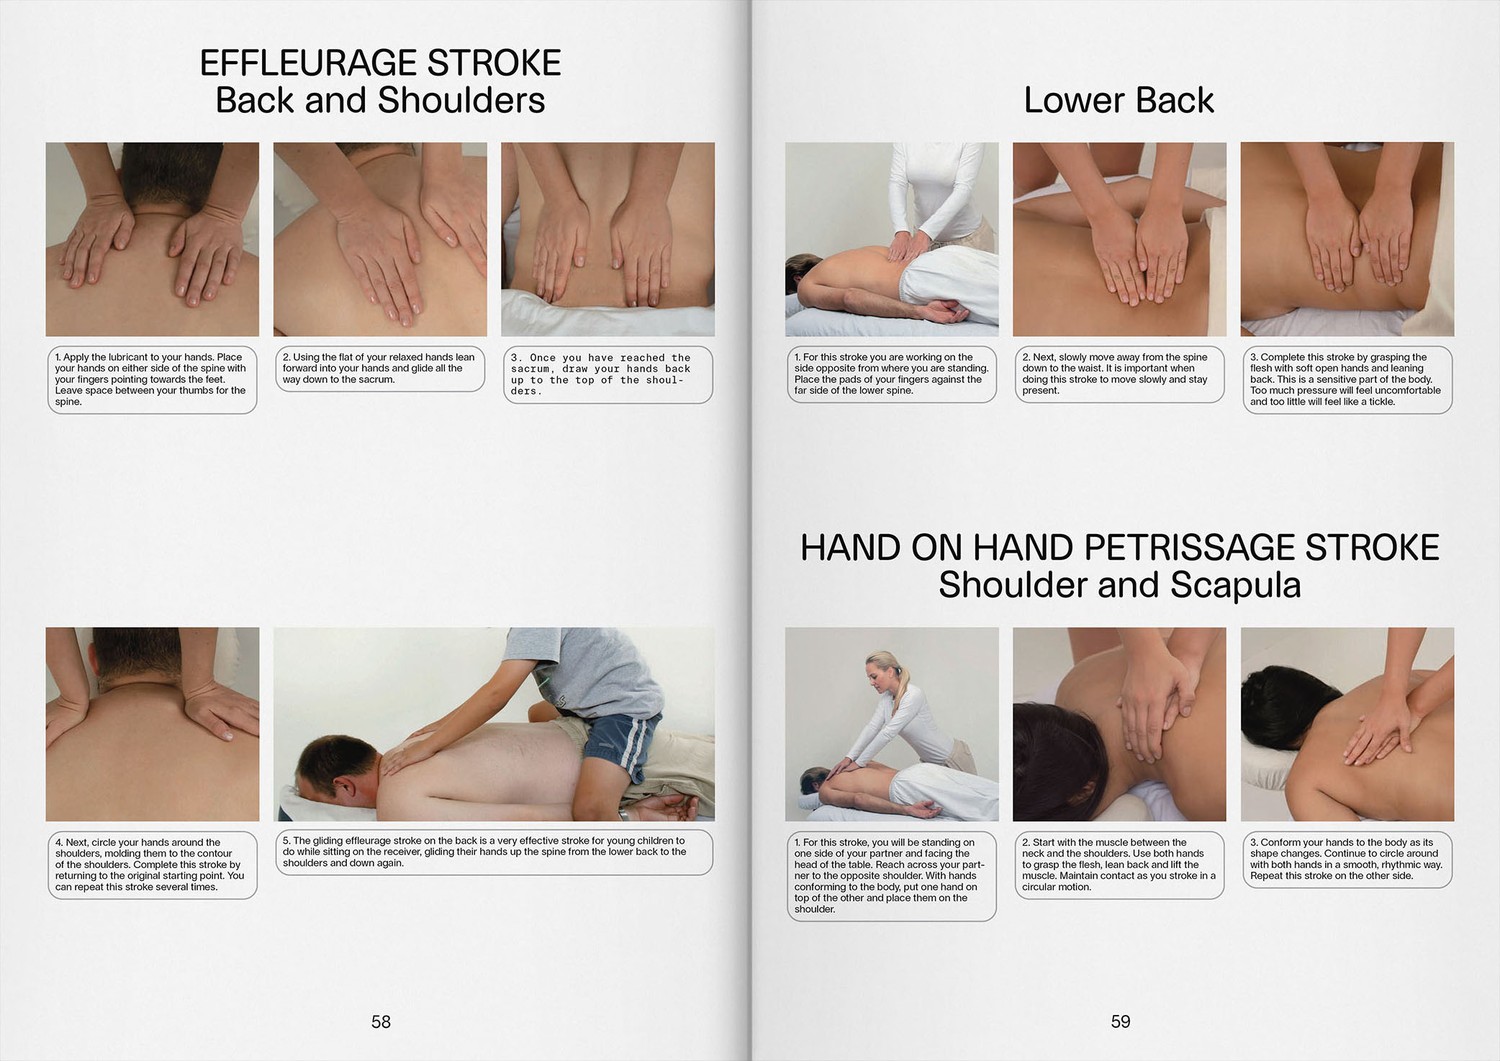 EFFLEURAGE STROKE
Back and Shoulders
1. Apply the lubricant to your hands. Place
your hands on either side of the spine with
your fingers pointing towards the feet.
Leave space between your thumbs for the
spine.
2. Using the flat of your relaxed hands lean
forward into your hands and glide all the
way down to the sacrum.
3. Once you have reached the
sacrum, draw your hands back
up to the top of the shoul-
ders.
4. Next, circle your hands around the
shoulders, molding them to the contour
of the shoulders. Complete this stroke by
returning to the original starting point. You
can repeat this stroke several times.
5. The gliding effleurage stroke on the back is a very effective stroke for young children to
do while sitting on the receiver, gliding their hands up the spine from the lower back to the
shoulders and down again.
58
Lower Back
1. For this stroke you are working on the
side opposite from where you are standing.
Place the pads of your fingers against the
far side of the lower spine.
2. Next, slowly move away from the spine
down to the waist. It is important when
doing this stroke to move slowly and stay
present.
3. Complete this stroke by grasping the
flesh with soft open hands and leaning
back. This is a sensitive part of the body.
Too much pressure will feel uncomfortable
and too little will feel like a tickle.
HAND ON HAND PETRISSAGE STROKE
Shoulder and Scapula
1. For this stroke, you will be standing on
one side of your partner and facing the
head of the table. Reach across your part-
ner to the opposite shoulder. With hands
conforming to the body, put one hand on
top of the other and place them on the
shoulder.
2. Start with the muscle between the
neck and the shoulders. Use both hands
to grasp the flesh, lean back and lift the
muscle. Maintain contact as you stroke in a
circular motion.
3. Conform your hands to the body as its
shape changes. Continue to circle around
with both hands in a smooth, rhythmic way.
Repeat this stroke on the other side.
59